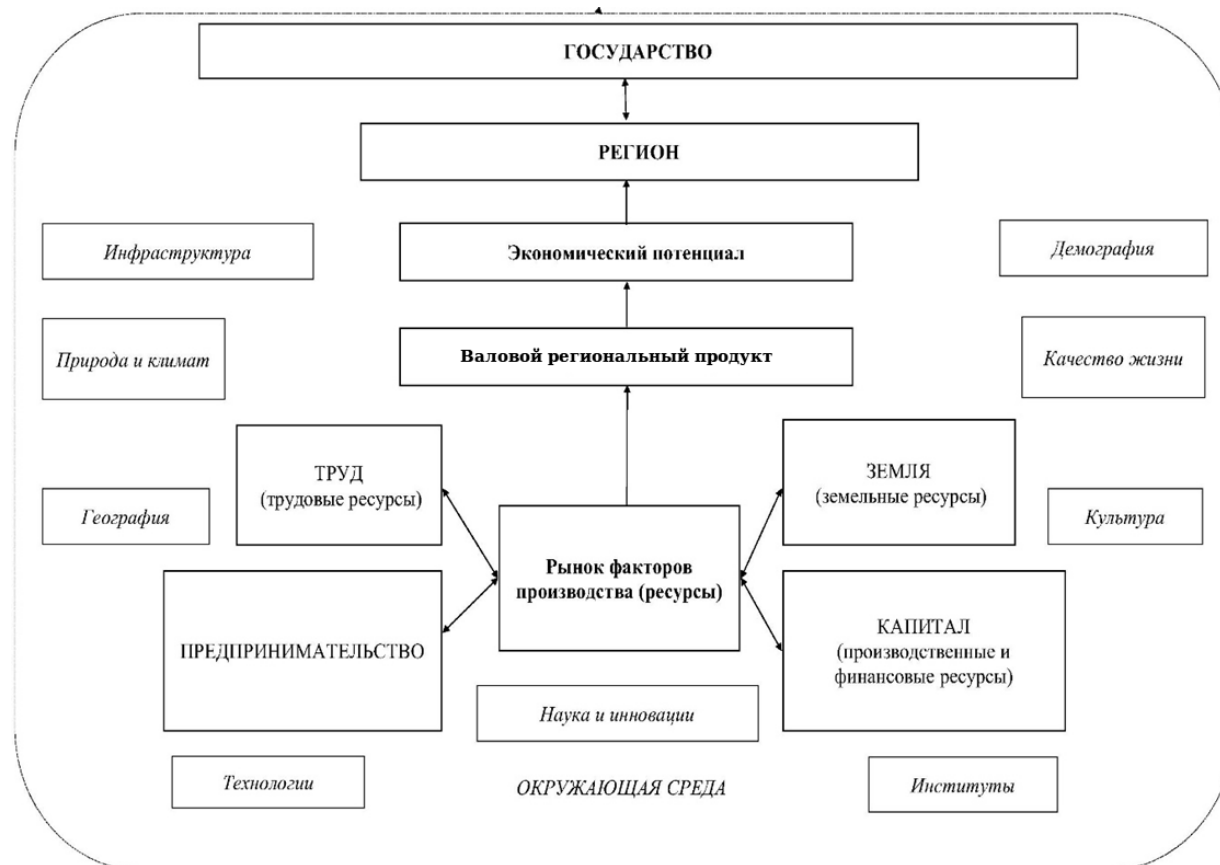 ГОСУДАРСТВО
РЕГИОН
Инфраструктура
Экономический потенциал
Демография
Природа и климат
Валовой региональный продукт
Качество жизни
ТРУД
(трудовые ресурсы)
ЗЕМЛЯ
(земельные ресурсы)
География
Культура
Рынок факторов
производства (ресурсы)
ПРЕДПРИНИМАТЕЛЬСТВО
КАПИТАЛ
(производственные и
финансовые ресурсы)
Наука и инновации
Технологии
ОКРУЖАЮЩАЯ СРЕДА
Институты